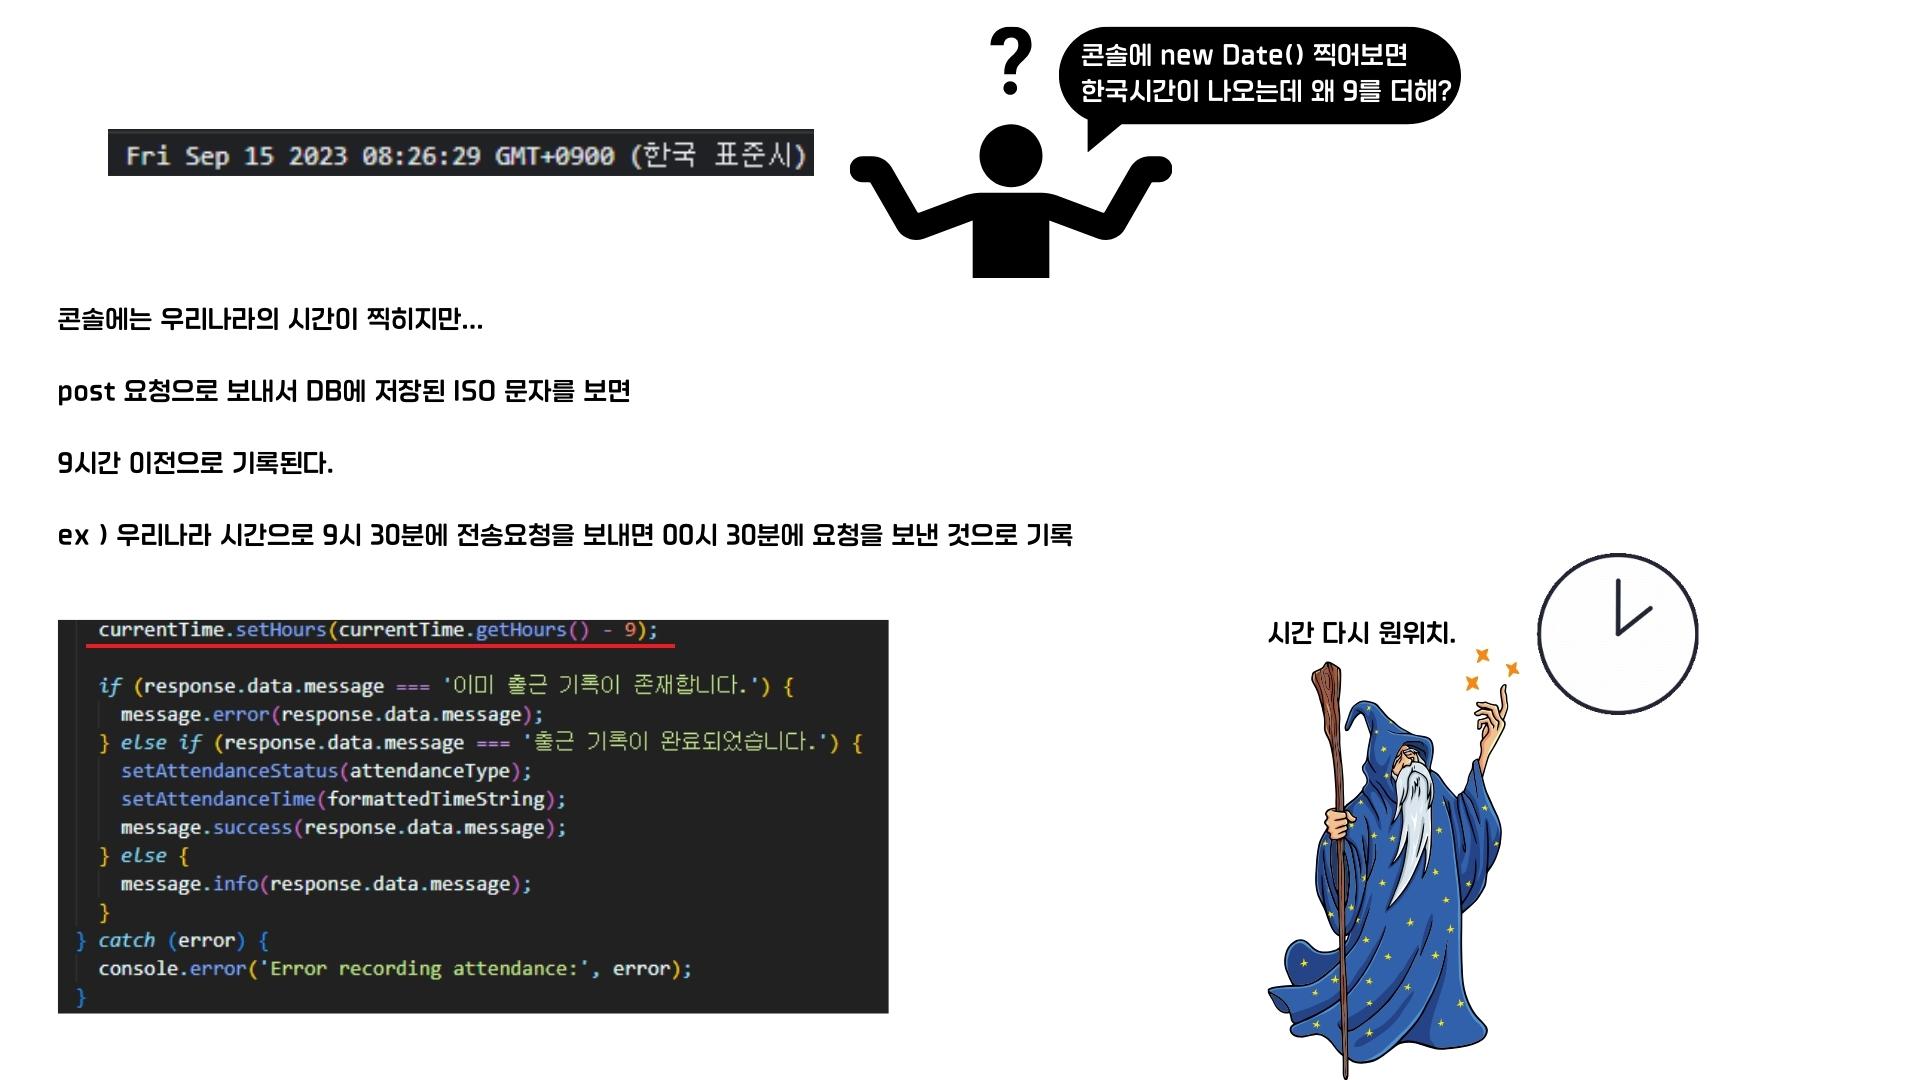 ?
콘솔에 new Date() 찍어보면
한국시간이 나오는데 왜 9를 더해?
Fri Sep 15 2023 08:26:29 GMT+0900 (한국 표준시)
콘솔에는 우리나라의 시간이 찍히지만...
post 요청으로 보내서 DB에 저장된 ISO 문자를 보면
9시간 이전으로 기록된다.
ex ) 우리나라 시간으로 9시 30분에 전송요청을 보내면 00시 30분에 요청을 보낸 것으로 기록
currentTime.setHours(currentTime.getHours() - 9);
if (response.data.message === '이미 출근 기록이 존재합니다.') {
message.error(response.data.message);
} else if (response.data.message === '출근 기록이 완료되었습니다.') {
setAttendanceStatus(attendanceType);
setAttendanceTime(formattedTimeString);
message.success(response.data.message);
} else {
message.info(response.data.message);
}
} catch (error) {
console.error('Error recording attendance:', error);
}
시간 다시 원위치.